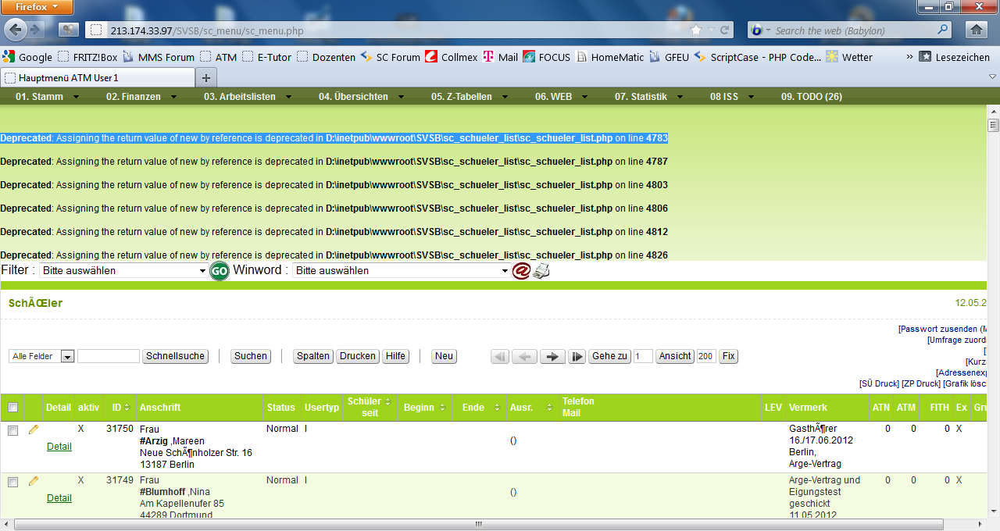 Firefox
213.174.33.97/SVSB/sc_menu/sc_menu.php
Search the web (Babylon)
Google FRITZ!Box MMS Forum ATM E-Tutor Dozenten SC Forum Collmex Mail FOCUS HomeMatic GFEU ScriptCase - PHP Code... Wetter » Lesezeichen
Hauptmenü ATM User1
01. Stamm 02. Finanzen 03. Arbeitslisten 04. Übersichten 05. Z-Tabellen 06. WEB 07. Statistik 08 ISS 09. TODO (26)
Deprecated: Assigning the return value of new by reference is deprecated in D:\inetpub\wwwroot\SVSB\sc_schueler_list\sc_schueler_list.php on line 4783
Deprecated: Assigning the return value of new by reference is deprecated in D:\inetpub\wwwroot\SVSB\sc_schueler_list\sc_schueler_list.php on line 4787
Deprecated: Assigning the return value of new by reference is deprecated in D:\inetpub\wwwroot\SVSB\sc_schueler_list\sc_schueler_list.php on line 4803
Deprecated: Assigning the return value of new by reference is deprecated in D:\inetpub\wwwroot\SVSB\sc_schueler_list\sc_schueler_list.php on line 4806
Deprecated: Assigning the return value of new by reference is deprecated in D:\inetpub\wwwroot\SVSB\sc_schueler_list\sc_schueler_list.php on line 4812
Deprecated: Assigning the return value of new by reference is deprecated in D:\inetpub\wwwroot\SVSB\sc_schueler_list\sc_schueler_list.php on line 4826
Filter : Bitte auswählen GO Winword : Bitte auswählen
SchÃŒler 12.05.2
[Passwort zusenden (M
[Umfrage zuord
[
[Kurz
[Adressenexp
[SÜ Druck] [ZP Druck] [Grafik lösc
Alle Felder Schnellsuche Suchen Spalten Drucken Hilfe Neu Gehe zu 1 Ansicht 200 Fix
Detail aktiv ID Anschrift Status Usertyp Schüler seit Beginn Ende Ausr. Telefon Mail LEV Vermerk ATN ATM FITH Ex Gru
X 31750 Frau Normal I GasthÃ¶rer 0 0 0 X
Detail #Arzig ,Mareen () 16./17.06.2012
Neue SchÃ¶nholzer Str. 16 Berlin,
13187 Berlin Arge-Vertrag
X 31749 Frau Normal I Arge-Vertrag und 0 0 0 X
Detail #Blumhoff ,Nina () Eigungstest
Am Kapellenufer 85 geschickt
44289 Dortmund 11.05.2012